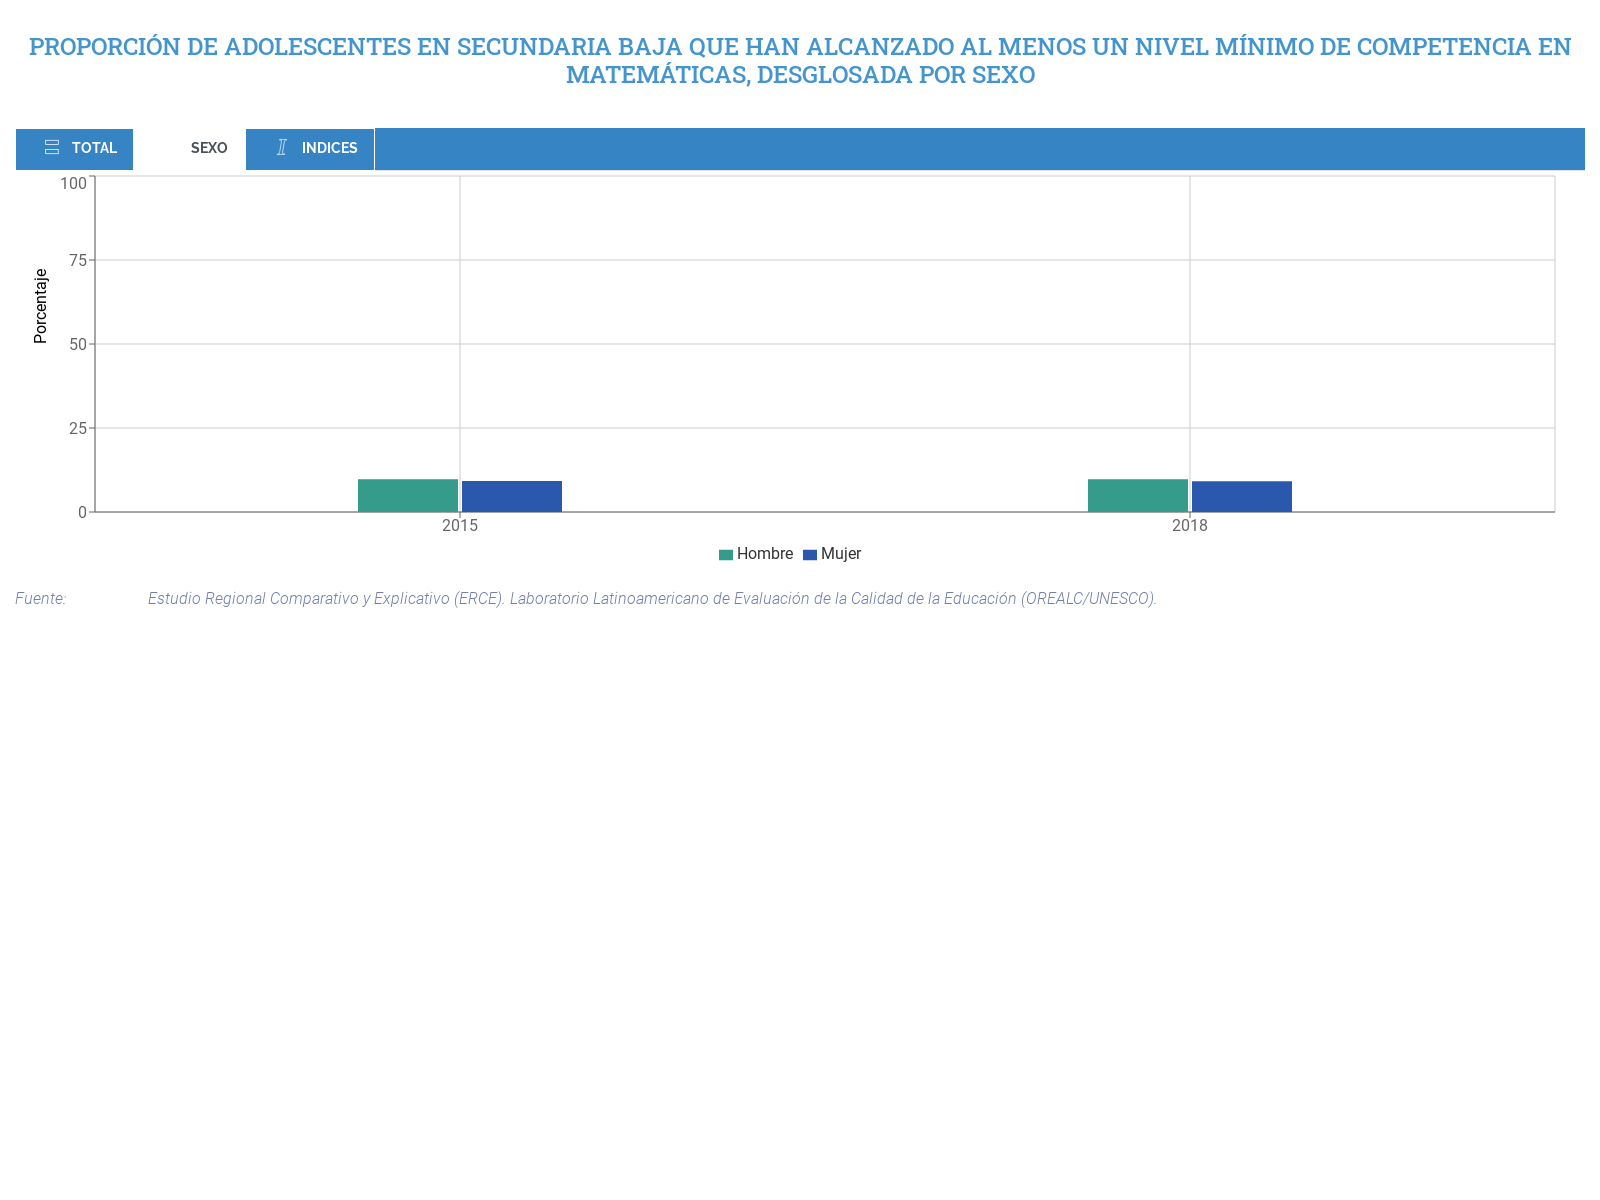 PROPORCIÓN DE ADOLESCENTES EN SECUNDARIA BAJA QUE HAN ALCANZADO AL MENOS UN NIVEL MÍNIMO DE COMPETENCIA EN
MATEMÁTICAS, DESGLOSADA POR SEXO
TOTAL SEXO INDICES
100
75
50
25
0
Porcentaje
2015 2018
Hombre Mujer
Fuente: Estudio Regional Comparativo y Explicativo (ERCE). Laboratorio Latinoamericano de Evaluación de la Calidad de la Educación (OREALC/UNESCO).